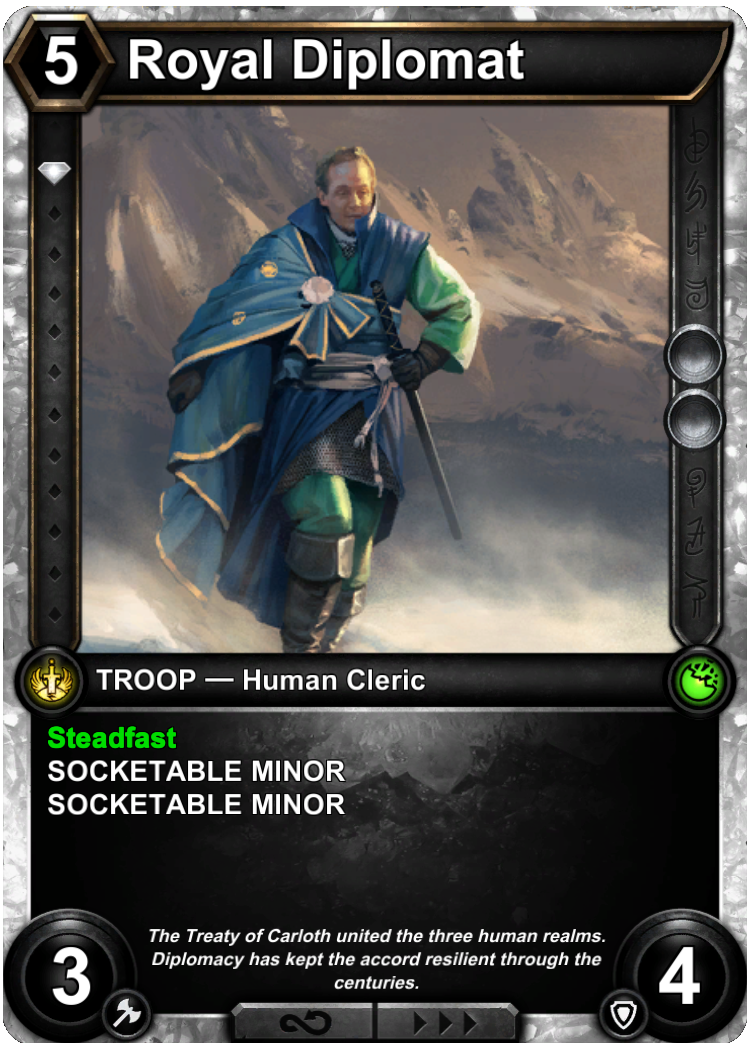 5
Royal Diplomat
TROOP — Human Cleric
Steadfast
SOCKETABLE MINOR
SOCKETABLE MINOR
The Treaty of Carloth united the three human realms.
Diplomacy has kept the accord resilient through the
centuries.
3
4